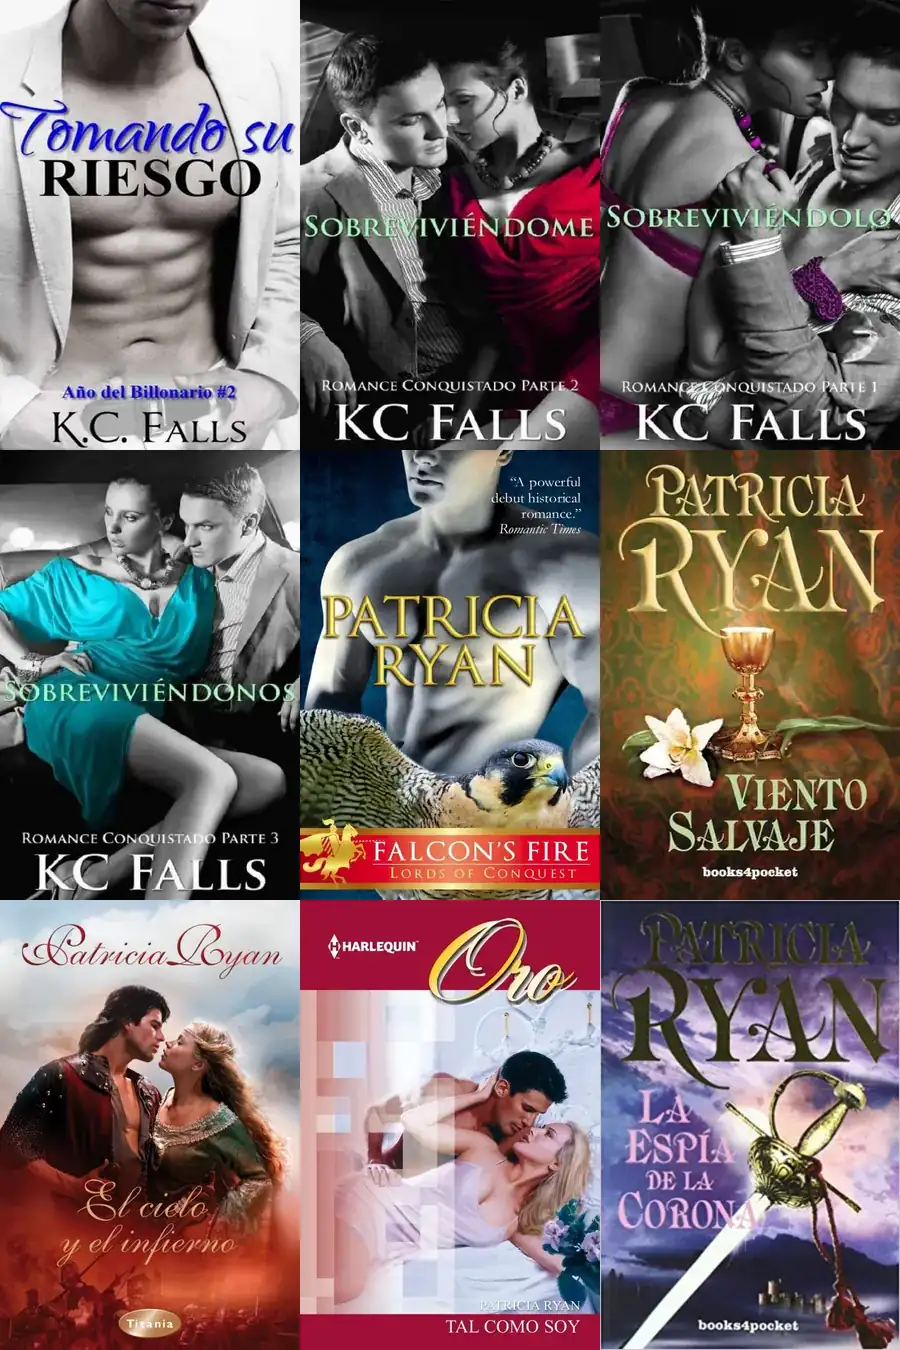 Tomando su
RIESGO
Año del Billonario #2
K.C. Falls
Sobreviviéndome
Romance Conquistado Parte 2
KC Falls
Sobreviviéndolo
Romance Conquistado Parte 1
KC Falls
Sobreviviéndonos
Romance Conquistado Parte 3
KC Falls
“A powerful
debut historical
romance.”
Romantic Times
PATRICIA
RYAN
FALCON'S FIRE
Lords of Conquest
PATRICIA
RYAN
Viento
Salvaje
books4pocket
Patricia Ryan
El cielo
y el infierno
Titania
HARLEQUIN™
Oro
PATRICIA RYAN
TAL COMO SOY
PATRICIA
RYAN
La
Espía
de la
Corona
books4pocket